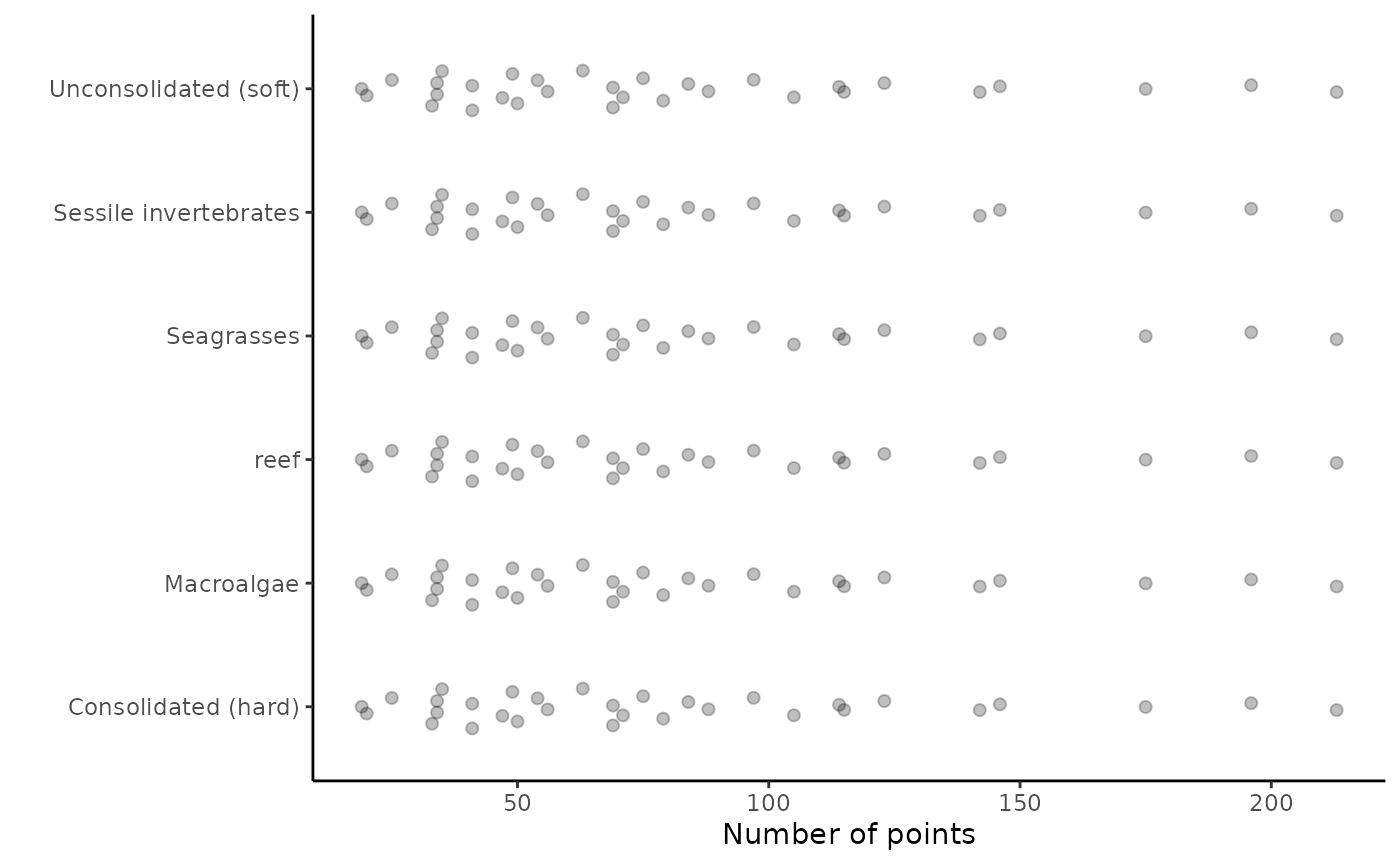 Unconsolidated (soft)
Sessile invertebrates
Seagrasses
reef
Macroalgae
Consolidated (hard)
50 100 150 200
Number of points